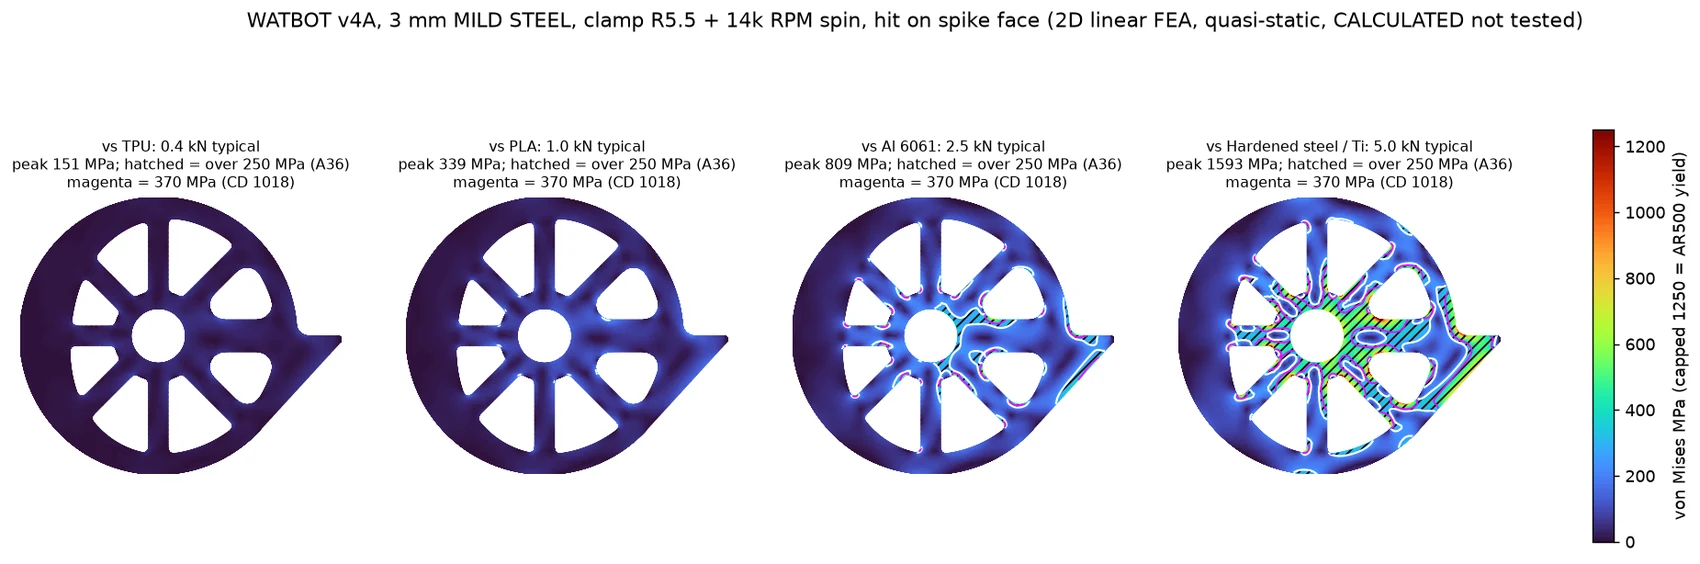 WATBOT v4A, 3 mm MILD STEEL, clamp R5.5 + 14k RPM spin, hit on spike face (2D linear FEA, quasi-static, CALCULATED not tested)
vs TPU: 0.4 kN typical
peak 151 MPa; hatched = over 250 MPa (A36)
magenta = 370 MPa (CD 1018)
vs PLA: 1.0 kN typical
peak 339 MPa; hatched = over 250 MPa (A36)
magenta = 370 MPa (CD 1018)
vs Al 6061: 2.5 kN typical
peak 809 MPa; hatched = over 250 MPa (A36)
magenta = 370 MPa (CD 1018)
vs Hardened steel / Ti: 5.0 kN typical
peak 1593 MPa; hatched = over 250 MPa (A36)
magenta = 370 MPa (CD 1018)
1200
1000
800
600
400
200
0
von Mises MPa (capped 1250 = AR500 yield)